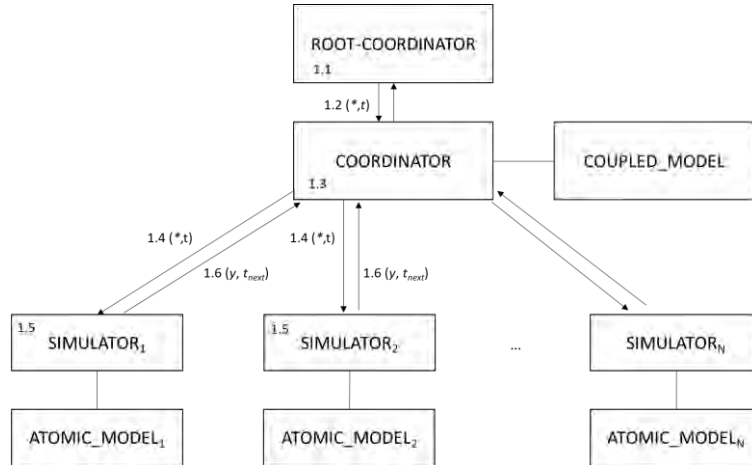 ROOT-COORDINATOR
1.1
1.2 (*,t)
COORDINATOR
1.3
COUPLED_MODEL
1.4 (*,t)
1.4 (*,t)
1.6 (y, tnext)
1.6 (y, tnext)
1.5
SIMULATOR1
1.5
SIMULATOR2
...
SIMULATORN
ATOMIC_MODEL1
ATOMIC_MODEL2
ATOMIC_MODELN